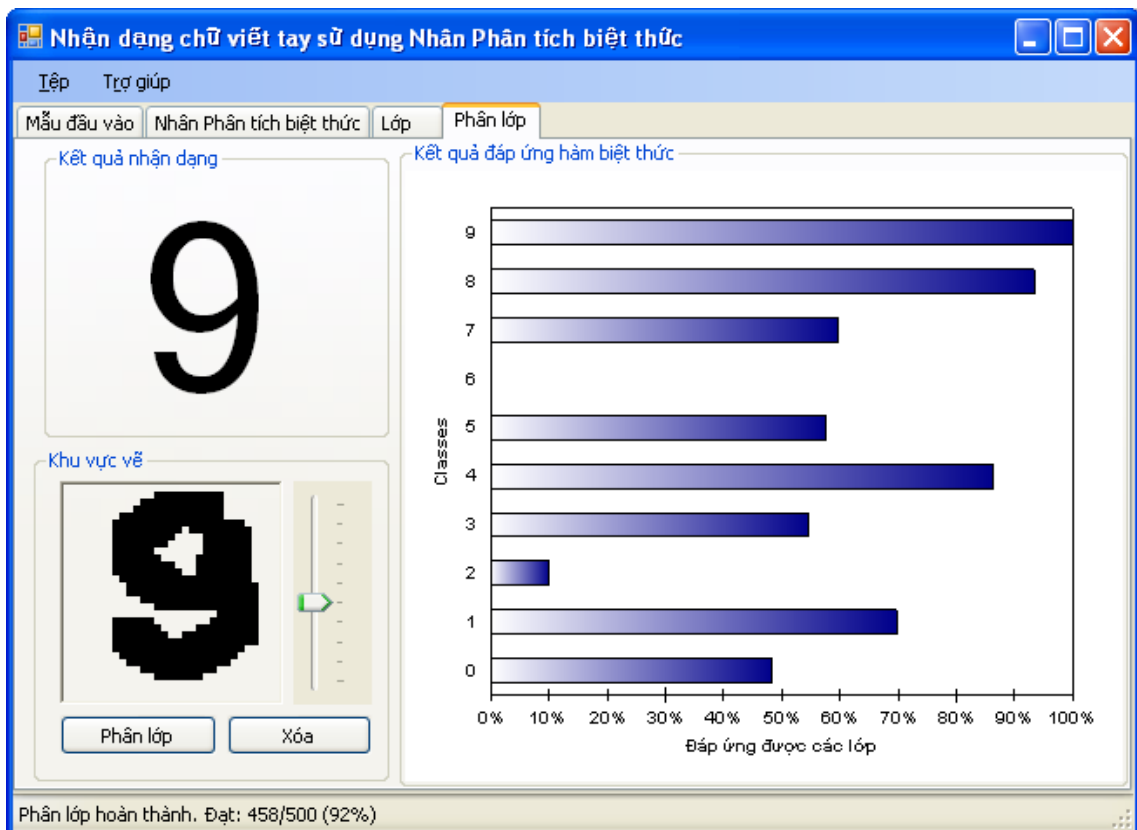 Nhận dạng chữ viết tay sử dụng Nhân Phân tích biệt thức
Tệp Trợ giúp
Mẫu đầu vào Nhân Phân tích biệt thức Lớp Phân lớp
Kết quả nhận dạng
9
Khu vực vẽ
9
Phân lớp Xóa
Kết quả đáp ứng hàm biệt thức
Classes
9
8
7
6
5
4
3
2
1
0
0% 10% 20% 30% 40% 50% 60% 70% 80% 90% 100%
Đáp ứng được các lớp
Phân lớp hoàn thành. Đạt: 458/500 (92%)